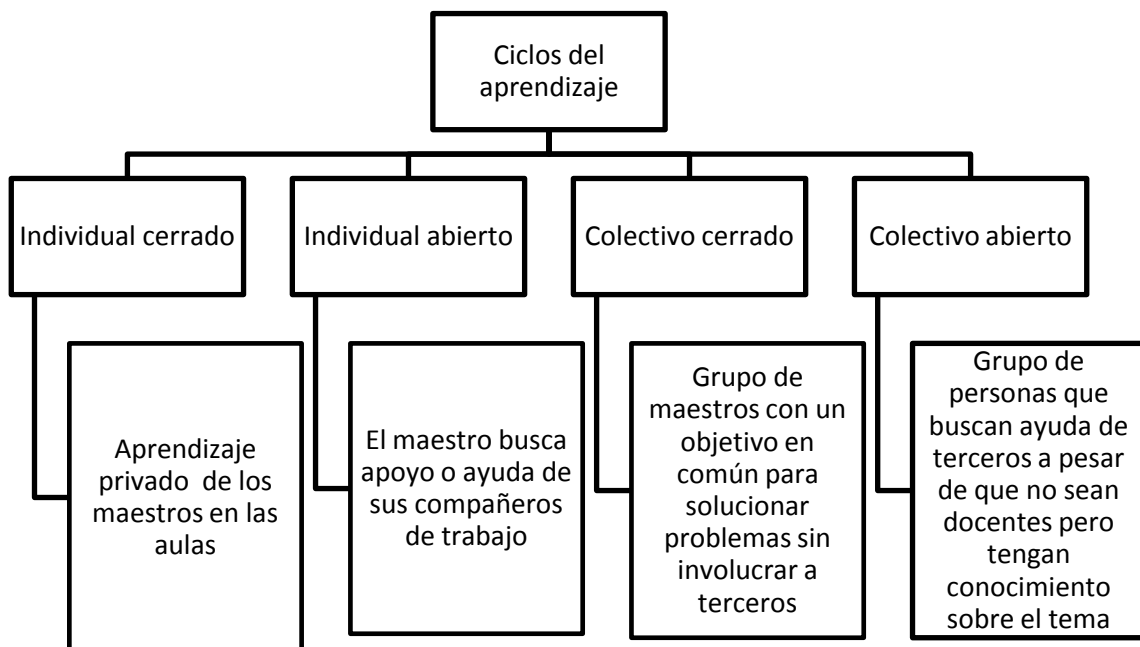 Ciclos del
aprendizaje
Individual cerrado
Individual abierto
Colectivo cerrado
Colectivo abierto
Aprendizaje
privado de los
maestros en las
aulas
El maestro busca
apoyo o ayuda de
sus compañeros
de trabajo
Grupo de
maestros con un
objetivo en
común para
solucionar
problemas sin
involucrar a
terceros
Grupo de
personas que
buscan ayuda de
terceros a pesar
de que no sean
docentes pero
tengan
conocimiento
sobre el tema